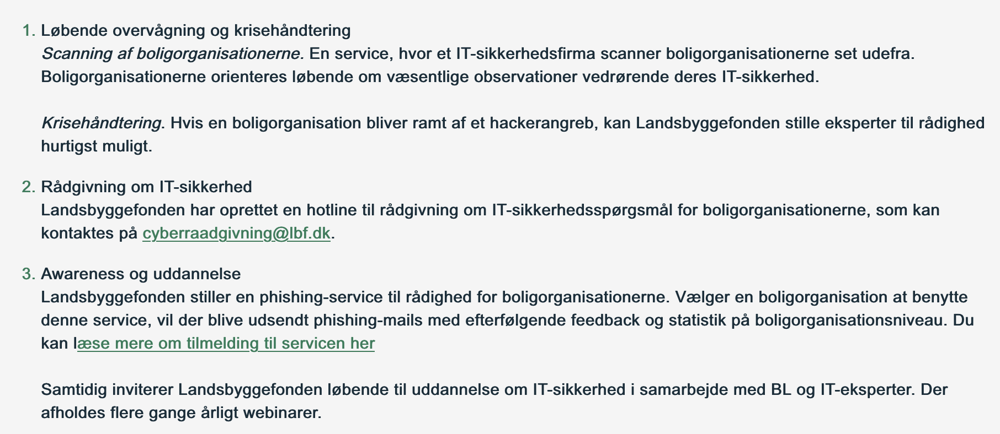 1. Løbende overvågning og krisehåndtering
Scanning af boligorganisationerne. En service, hvor et IT-sikkerhedsfirma scanner boligorganisationerne set udefra.
Boligorganisationerne orienteres løbende om væsentlige observationer vedrørende deres IT-sikkerhed.
Krisehåndtering. Hvis en boligorganisation bliver ramt af et hackerangreb, kan Landsbyggefonden stille eksperter til rådighed
hurtigst muligt.
2. Rådgivning om IT-sikkerhed
Landsbyggefonden har oprettet en hotline til rådgivning om IT-sikkerhedsspørgsmål for boligorganisationerne, som kan
kontaktes på cyberraadgivning@lbf.dk.
3. Awareness og uddannelse
Landsbyggefonden stiller en phishing-service til rådighed for boligorganisationerne. Vælger en boligorganisation at benytte
denne service, vil der blive udsendt phishing-mails med efterfølgende feedback og statistik på boligorganisationsniveau. Du
kan læse mere om tilmelding til servicen her
Samtidig inviterer Landsbyggefonden løbende til uddannelse om IT-sikkerhed i samarbejde med BL og IT-eksperter. Der
afholdes flere gange årligt webinarer.